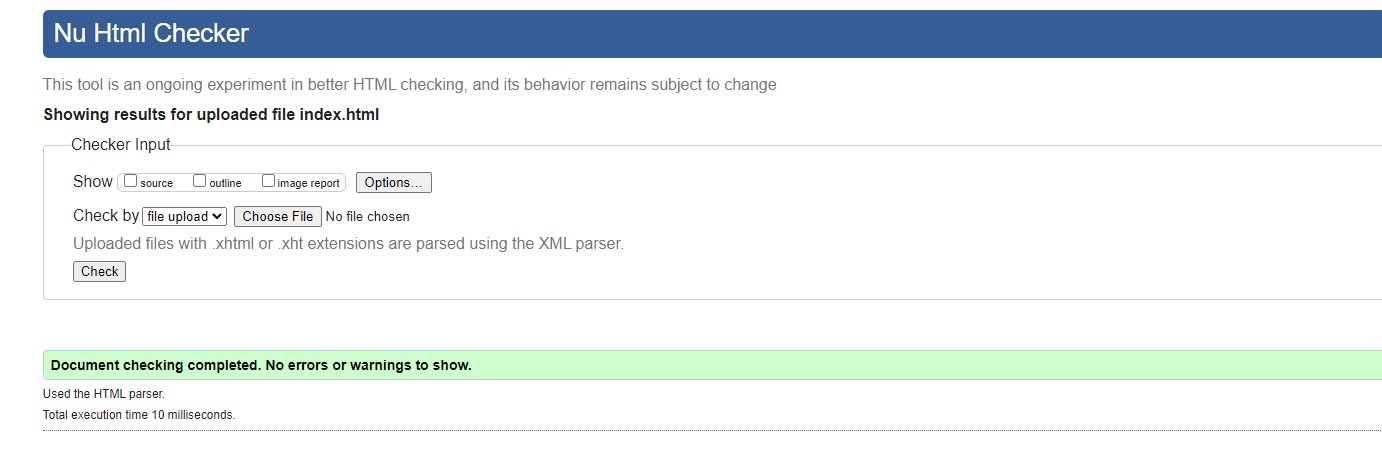 Nu Html Checker
This tool is an ongoing experiment in better HTML checking, and its behavior remains subject to change
Showing results for uploaded file index.html
Checker Input
Show source outline image report Options...
Check by file upload Choose File No file chosen
Uploaded files with .xhtml or .xht extensions are parsed using the XML parser.
Check
Document checking completed. No errors or warnings to show.
Used the HTML parser.
Total execution time 10 milliseconds.